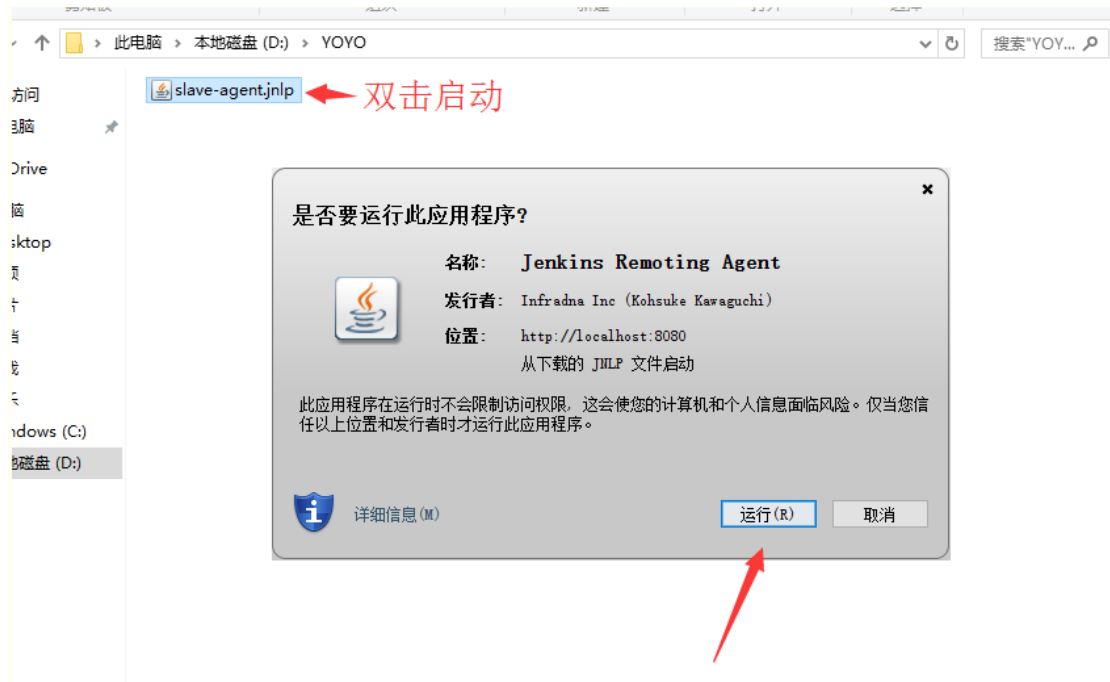 此电脑 › 本地磁盘 (D:) › YOYO
搜索"YOY...
访问
slave-agent.jnlp
双击启动
电脑
Drive
脑
sktop
是否要运行此应用程序?
名称: Jenkins Remoting Agent
发行者: Infradna Inc (Kohsuke Kawaguchi)
位置: http://localhost:8080
从下载的 JNLP 文件启动
此应用程序在运行时不会限制访问权限, 这会使您的计算机和个人信息面临风险。仅当您信
任以上位置和发行者时才运行此应用程序。
ndows (C:)
地磁盘 (D:)
详细信息(M)
运行(R)
取消